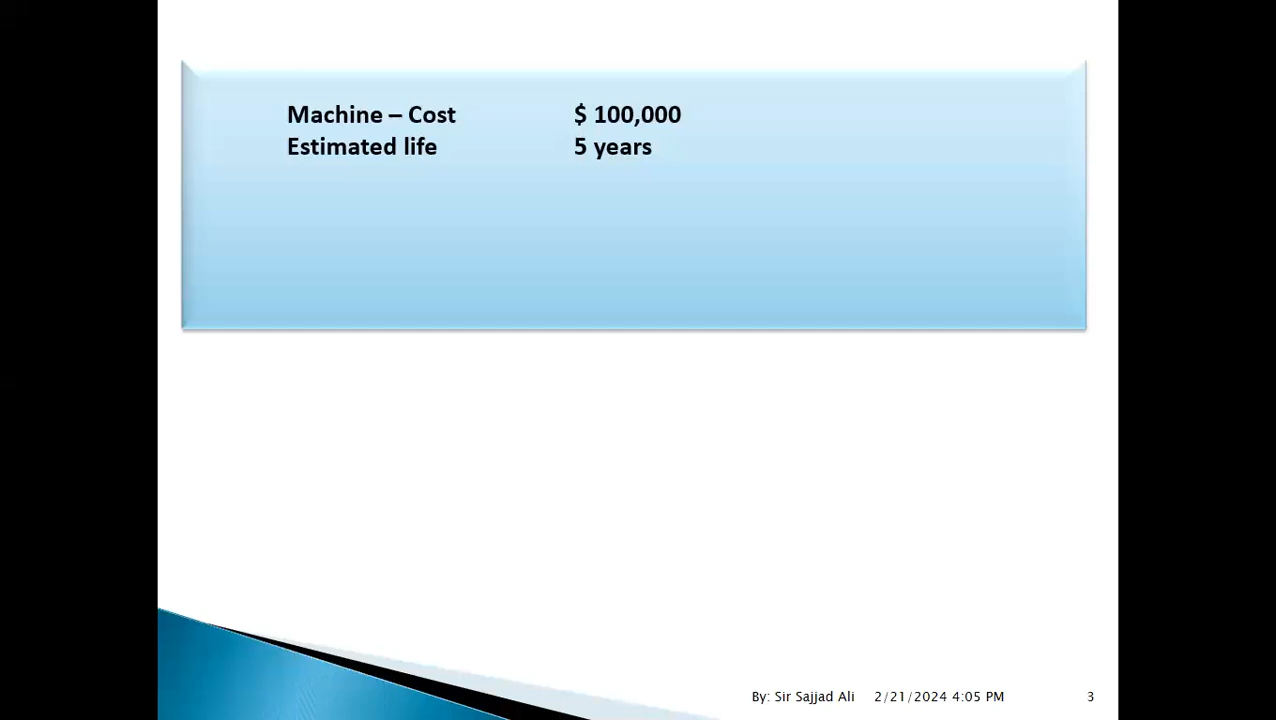 Machine – Cost $ 100,000
Estimated life 5 years
By: Sir Sajjad Ali 2/21/2024 4:05 PM 3